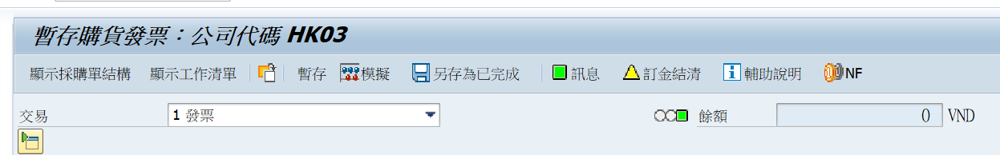 暫存購貨發票：公司代碼 HK03
顯示採購單結構 顯示工作清單 暫存 模擬 另存為已完成 訊息 訂金結清 輔助說明 NF
交易 1 發票 餘額 0 VND